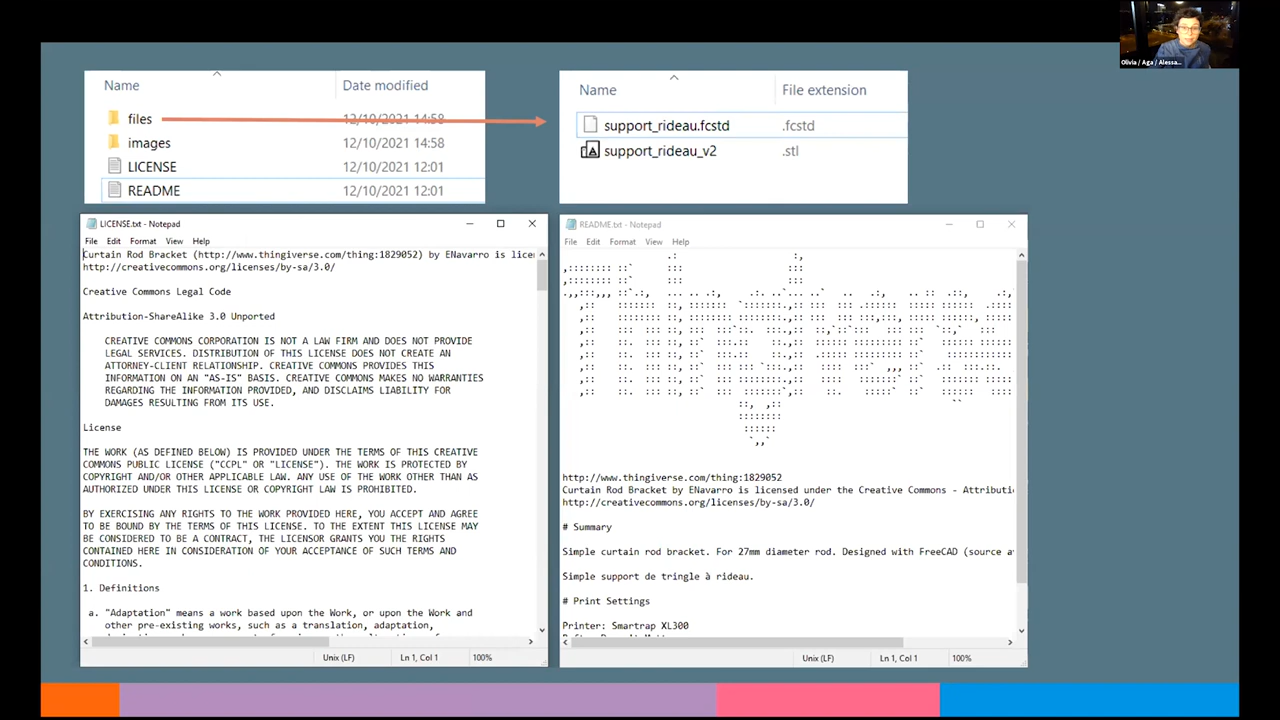 Olivia / Aga / Alessa...
Name Date modified
files 12/10/2021 14:58
images 12/10/2021 14:58
LICENSE 12/10/2021 12:01
README 12/10/2021 12:01
Name File extension
support_rideau.fcstd .fcstd
support_rideau_v2 .stl
LICENSE.txt - Notepad
File Edit Format View Help
Curtain Rod Bracket (http://www.thingiverse.com/thing:1829052) by ENavarro is lice
http://creativecommons.org/licenses/by-sa/3.0/
Creative Commons Legal Code
Attribution-ShareAlike 3.0 Unported
CREATIVE COMMONS CORPORATION IS NOT A LAW FIRM AND DOES NOT PROVIDE
LEGAL SERVICES. DISTRIBUTION OF THIS LICENSE DOES NOT CREATE AN
ATTORNEY-CLIENT RELATIONSHIP. CREATIVE COMMONS PROVIDES THIS
INFORMATION ON AN "AS-IS" BASIS. CREATIVE COMMONS MAKES NO WARRANTIES
REGARDING THE INFORMATION PROVIDED, AND DISCLAIMS LIABILITY FOR
DAMAGES RESULTING FROM ITS USE.
License
THE WORK (AS DEFINED BELOW) IS PROVIDED UNDER THE TERMS OF THIS CREATIVE
COMMONS PUBLIC LICENSE ("CCPL" OR "LICENSE"). THE WORK IS PROTECTED BY
COPYRIGHT AND/OR OTHER APPLICABLE LAW. ANY USE OF THE WORK OTHER THAN AS
AUTHORIZED UNDER THIS LICENSE OR COPYRIGHT LAW IS PROHIBITED.
BY EXERCISING ANY RIGHTS TO THE WORK PROVIDED HERE, YOU ACCEPT AND AGREE
TO BE BOUND BY THE TERMS OF THIS LICENSE. TO THE EXTENT THIS LICENSE MAY
BE CONSIDERED TO BE A CONTRACT, THE LICENSOR GRANTS YOU THE RIGHTS
CONTAINED HERE IN CONSIDERATION OF YOUR ACCEPTANCE OF SUCH TERMS AND
CONDITIONS.
1. Definitions
a. "Adaptation" means a work based upon the Work, or upon the Work and
other pre-existing works, such as a translation, adaptation,
Unix (LF) Ln 1, Col 1 100%
README.txt - Notepad
File Edit Format View Help
http://www.thingiverse.com/thing:1829052
Curtain Rod Bracket by ENavarro is licensed under the Creative Commons - Attributi
http://creativecommons.org/licenses/by-sa/3.0/
# Summary
Simple curtain rod bracket. For 27mm diameter rod. Designed with FreeCAD (source av
Simple support de tringle à rideau.
# Print Settings
Printer: Smartrap XL300
Unix (LF) Ln 1, Col 1 100%